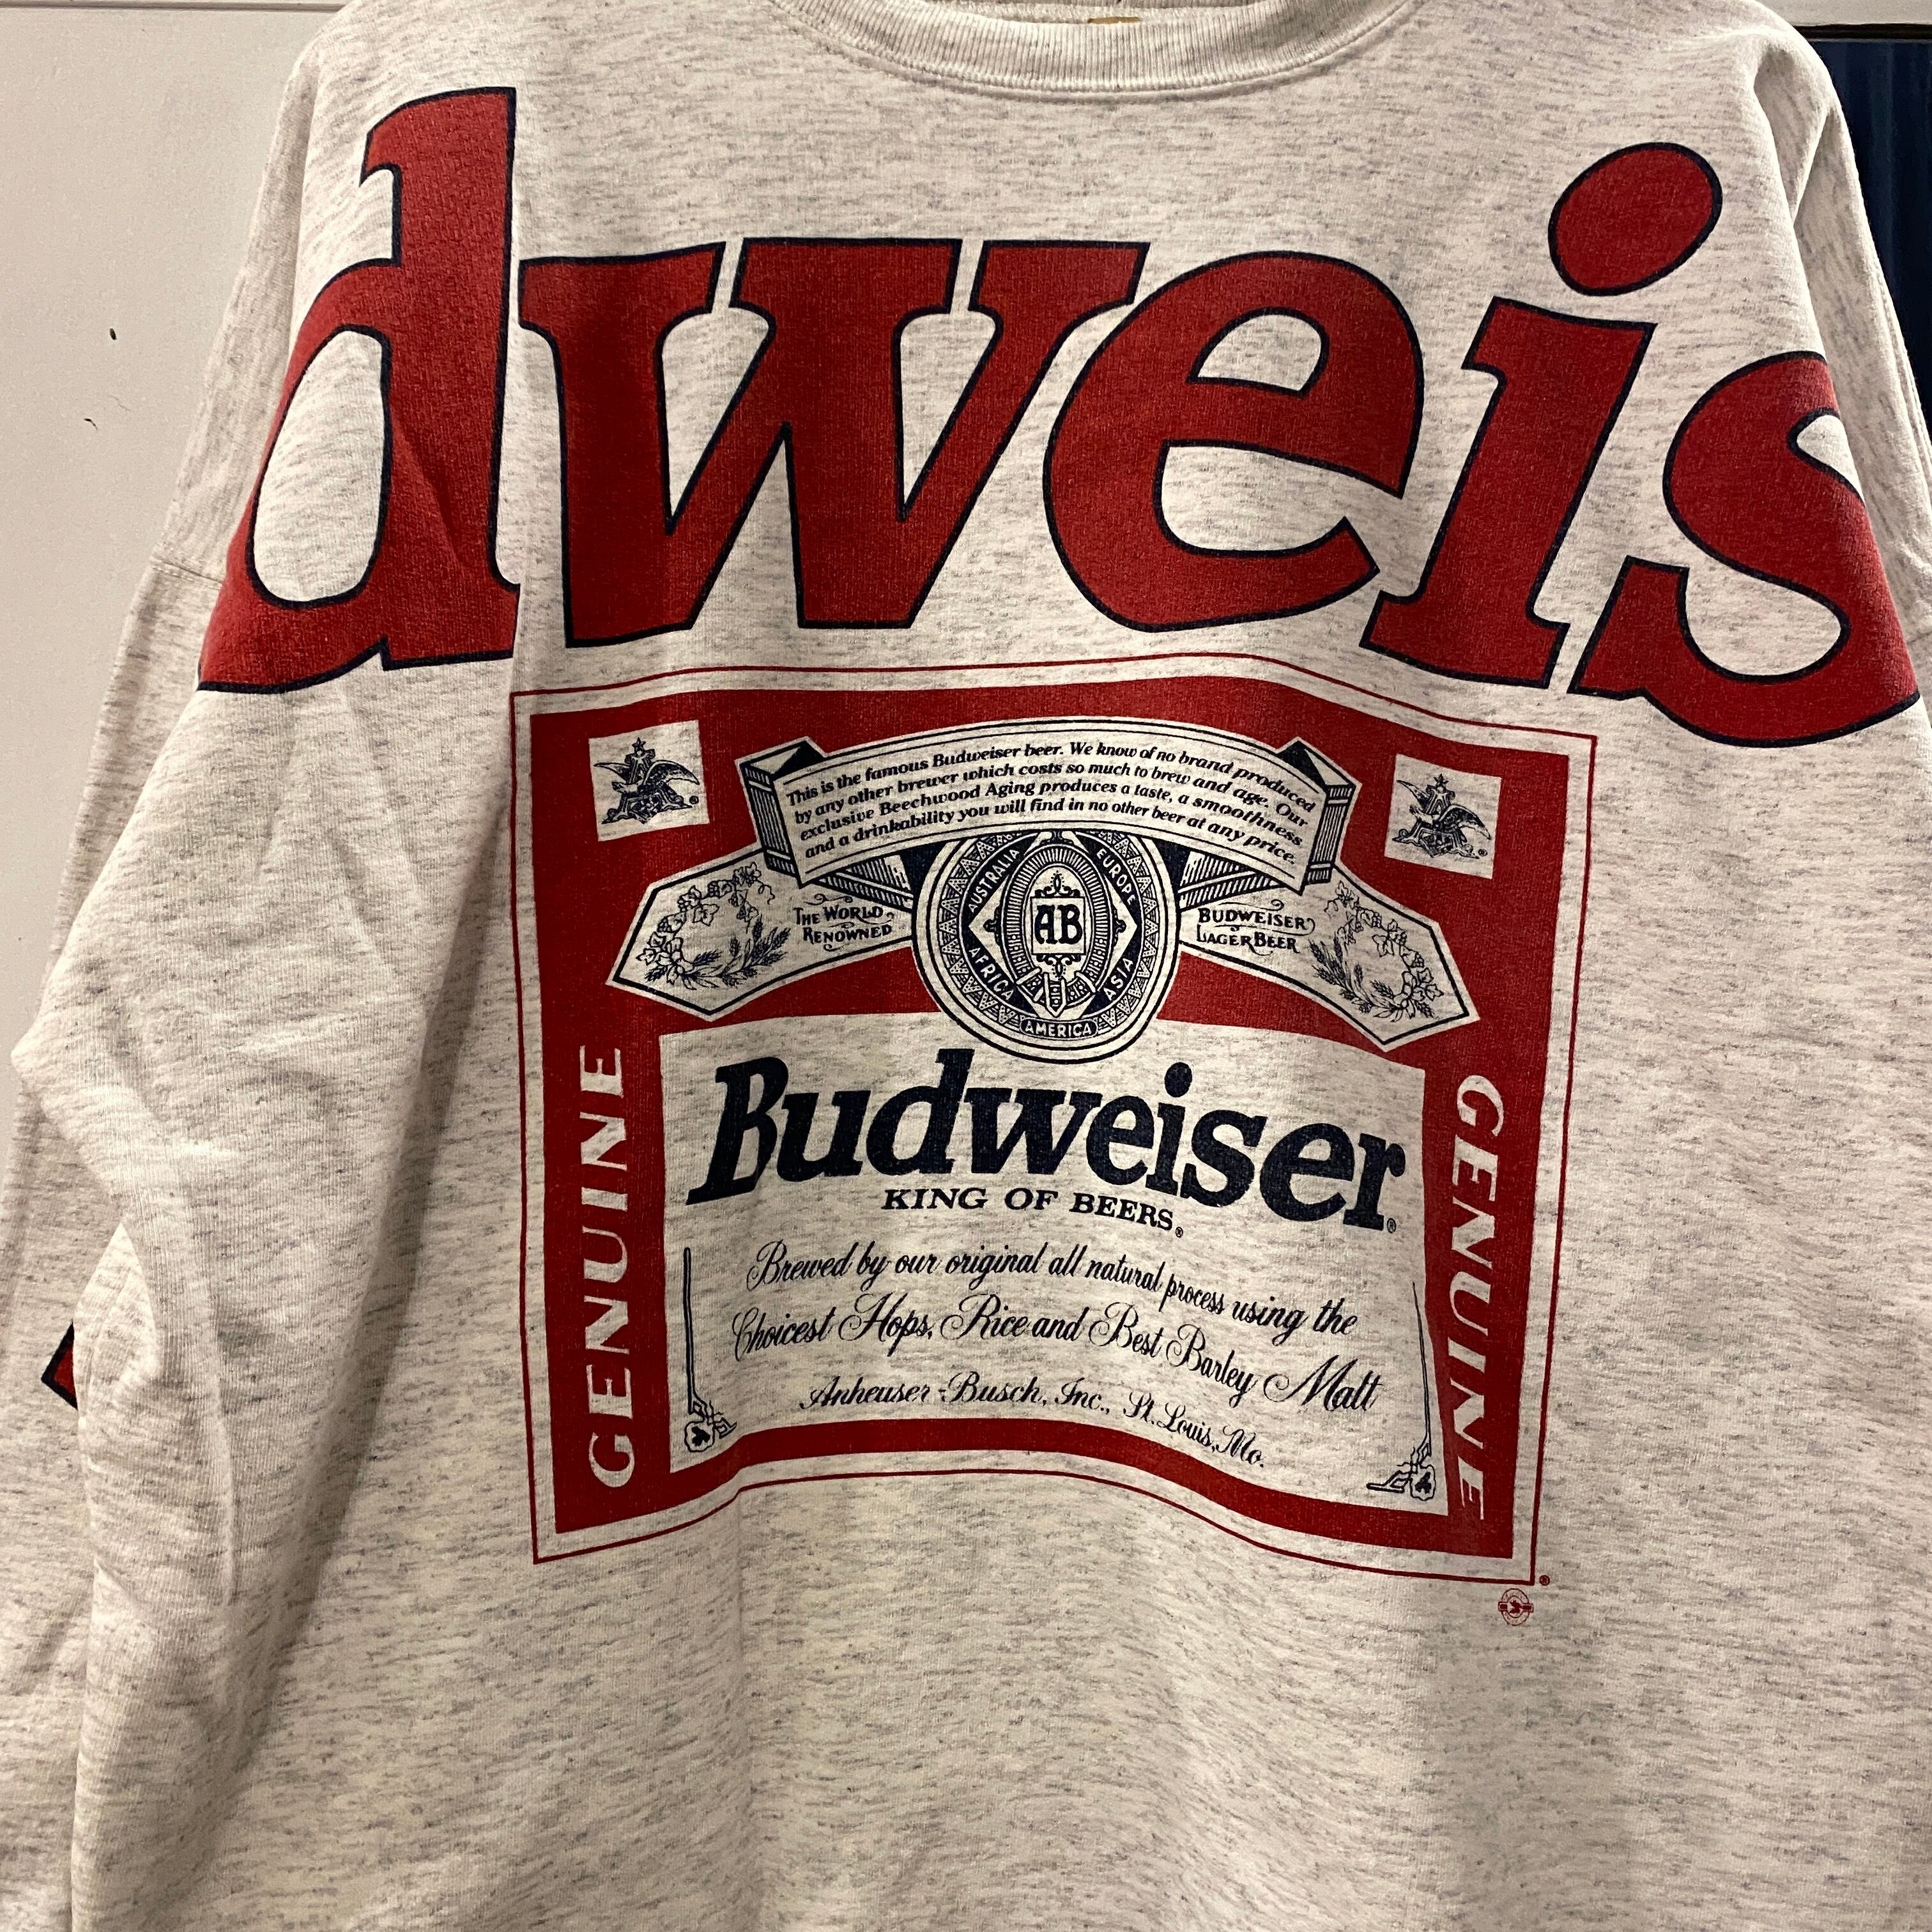 dweis
This is the famous Budweiser beer. We know of no brand produced
by any other brewer which costs so much to brew and age. Our
exclusive Beechwood Aging produces a taste, a smoothness
and a drinkability you will find in no other beer at any price.
THE WORLD
RENOWNED
AUSTRALIA
EUROPE
AB
AFRICA
ASIA
AMERICA
BUDWEISER
LAGER BEER
GENUINE
Budweiser®
KING OF BEERS®
Brewed by our original all natural process using the
Choicest Hops, Rice and Best Barley Malt
Anheuser-Busch, Inc., St. Louis, Mo.
GENUINE